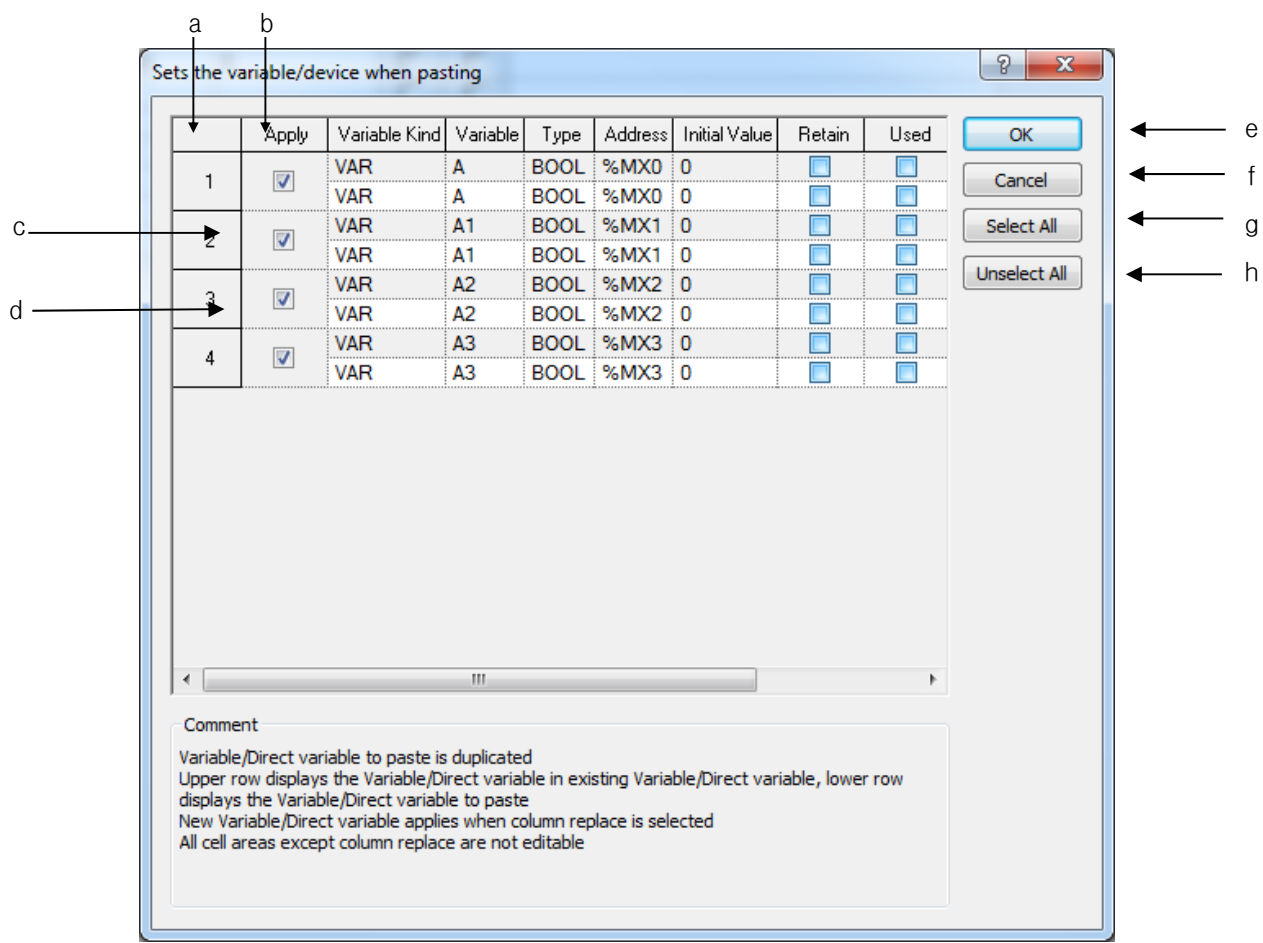 a b
Sets the variable/device when pasting
Apply Variable Kind Variable Type Address Initial Value Retain Used
1 VAR A BOOL %MX0 0
VAR A BOOL %MX0 0
2 VAR A1 BOOL %MX1 0
VAR A1 BOOL %MX1 0
3 VAR A2 BOOL %MX2 0
VAR A2 BOOL %MX2 0
4 VAR A3 BOOL %MX3 0
VAR A3 BOOL %MX3 0
OK
Cancel
Select All
Unselect All
c
d
e
f
g
h
Comment
Variable/Direct variable to paste is duplicated
Upper row displays the Variable/Direct variable in existing Variable/Direct variable, lower row
displays the Variable/Direct variable to paste
New Variable/Direct variable applies when column replace is selected
All cell areas except column replace are not editable